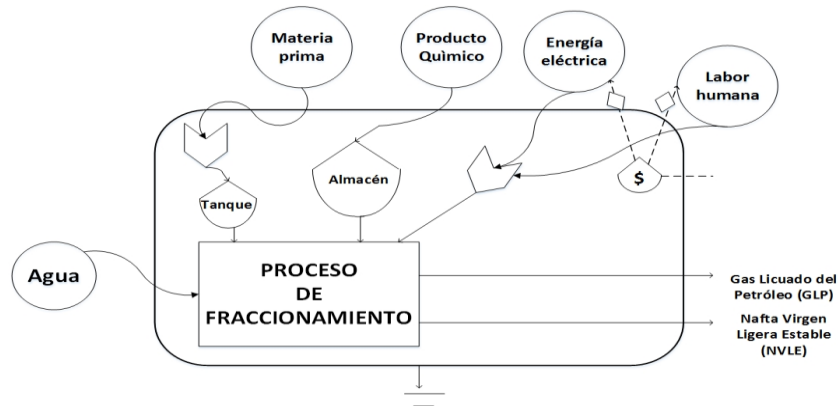 Materia
prima
Producto
Quìmico
Energía
eléctrica
Labor
humana
Tanque
Almacén
$
Agua
PROCESO
DE
FRACCIONAMIENTO
Gas Licuado del
Petróleo (GLP)
Nafta Virgen
Ligera Estable
(NVLE)